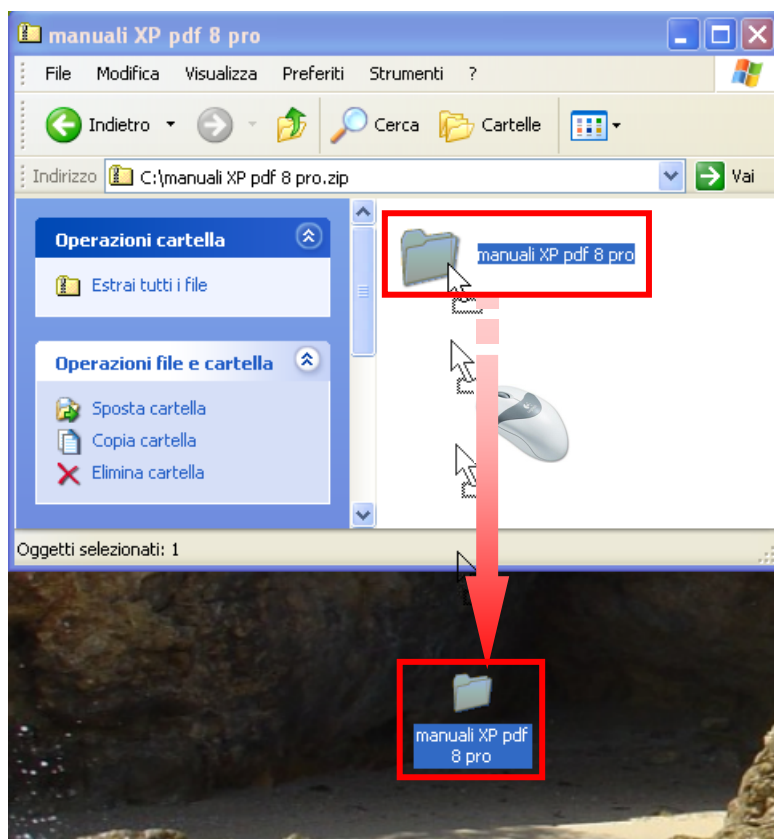 manuali XP pdf 8 pro
File Modifica Visualizza Preferiti Strumenti ?
Indietro Cerca Cartelle
Indirizzo C:\manuali XP pdf 8 pro.zip Vai
Operazioni cartella
Estrai tutti i file
manuali XP pdf 8 pro
Operazioni file e cartella
Sposta cartella
Copia cartella
Elimina cartella
Oggetti selezionati: 1
manuali XP pdf
8 pro